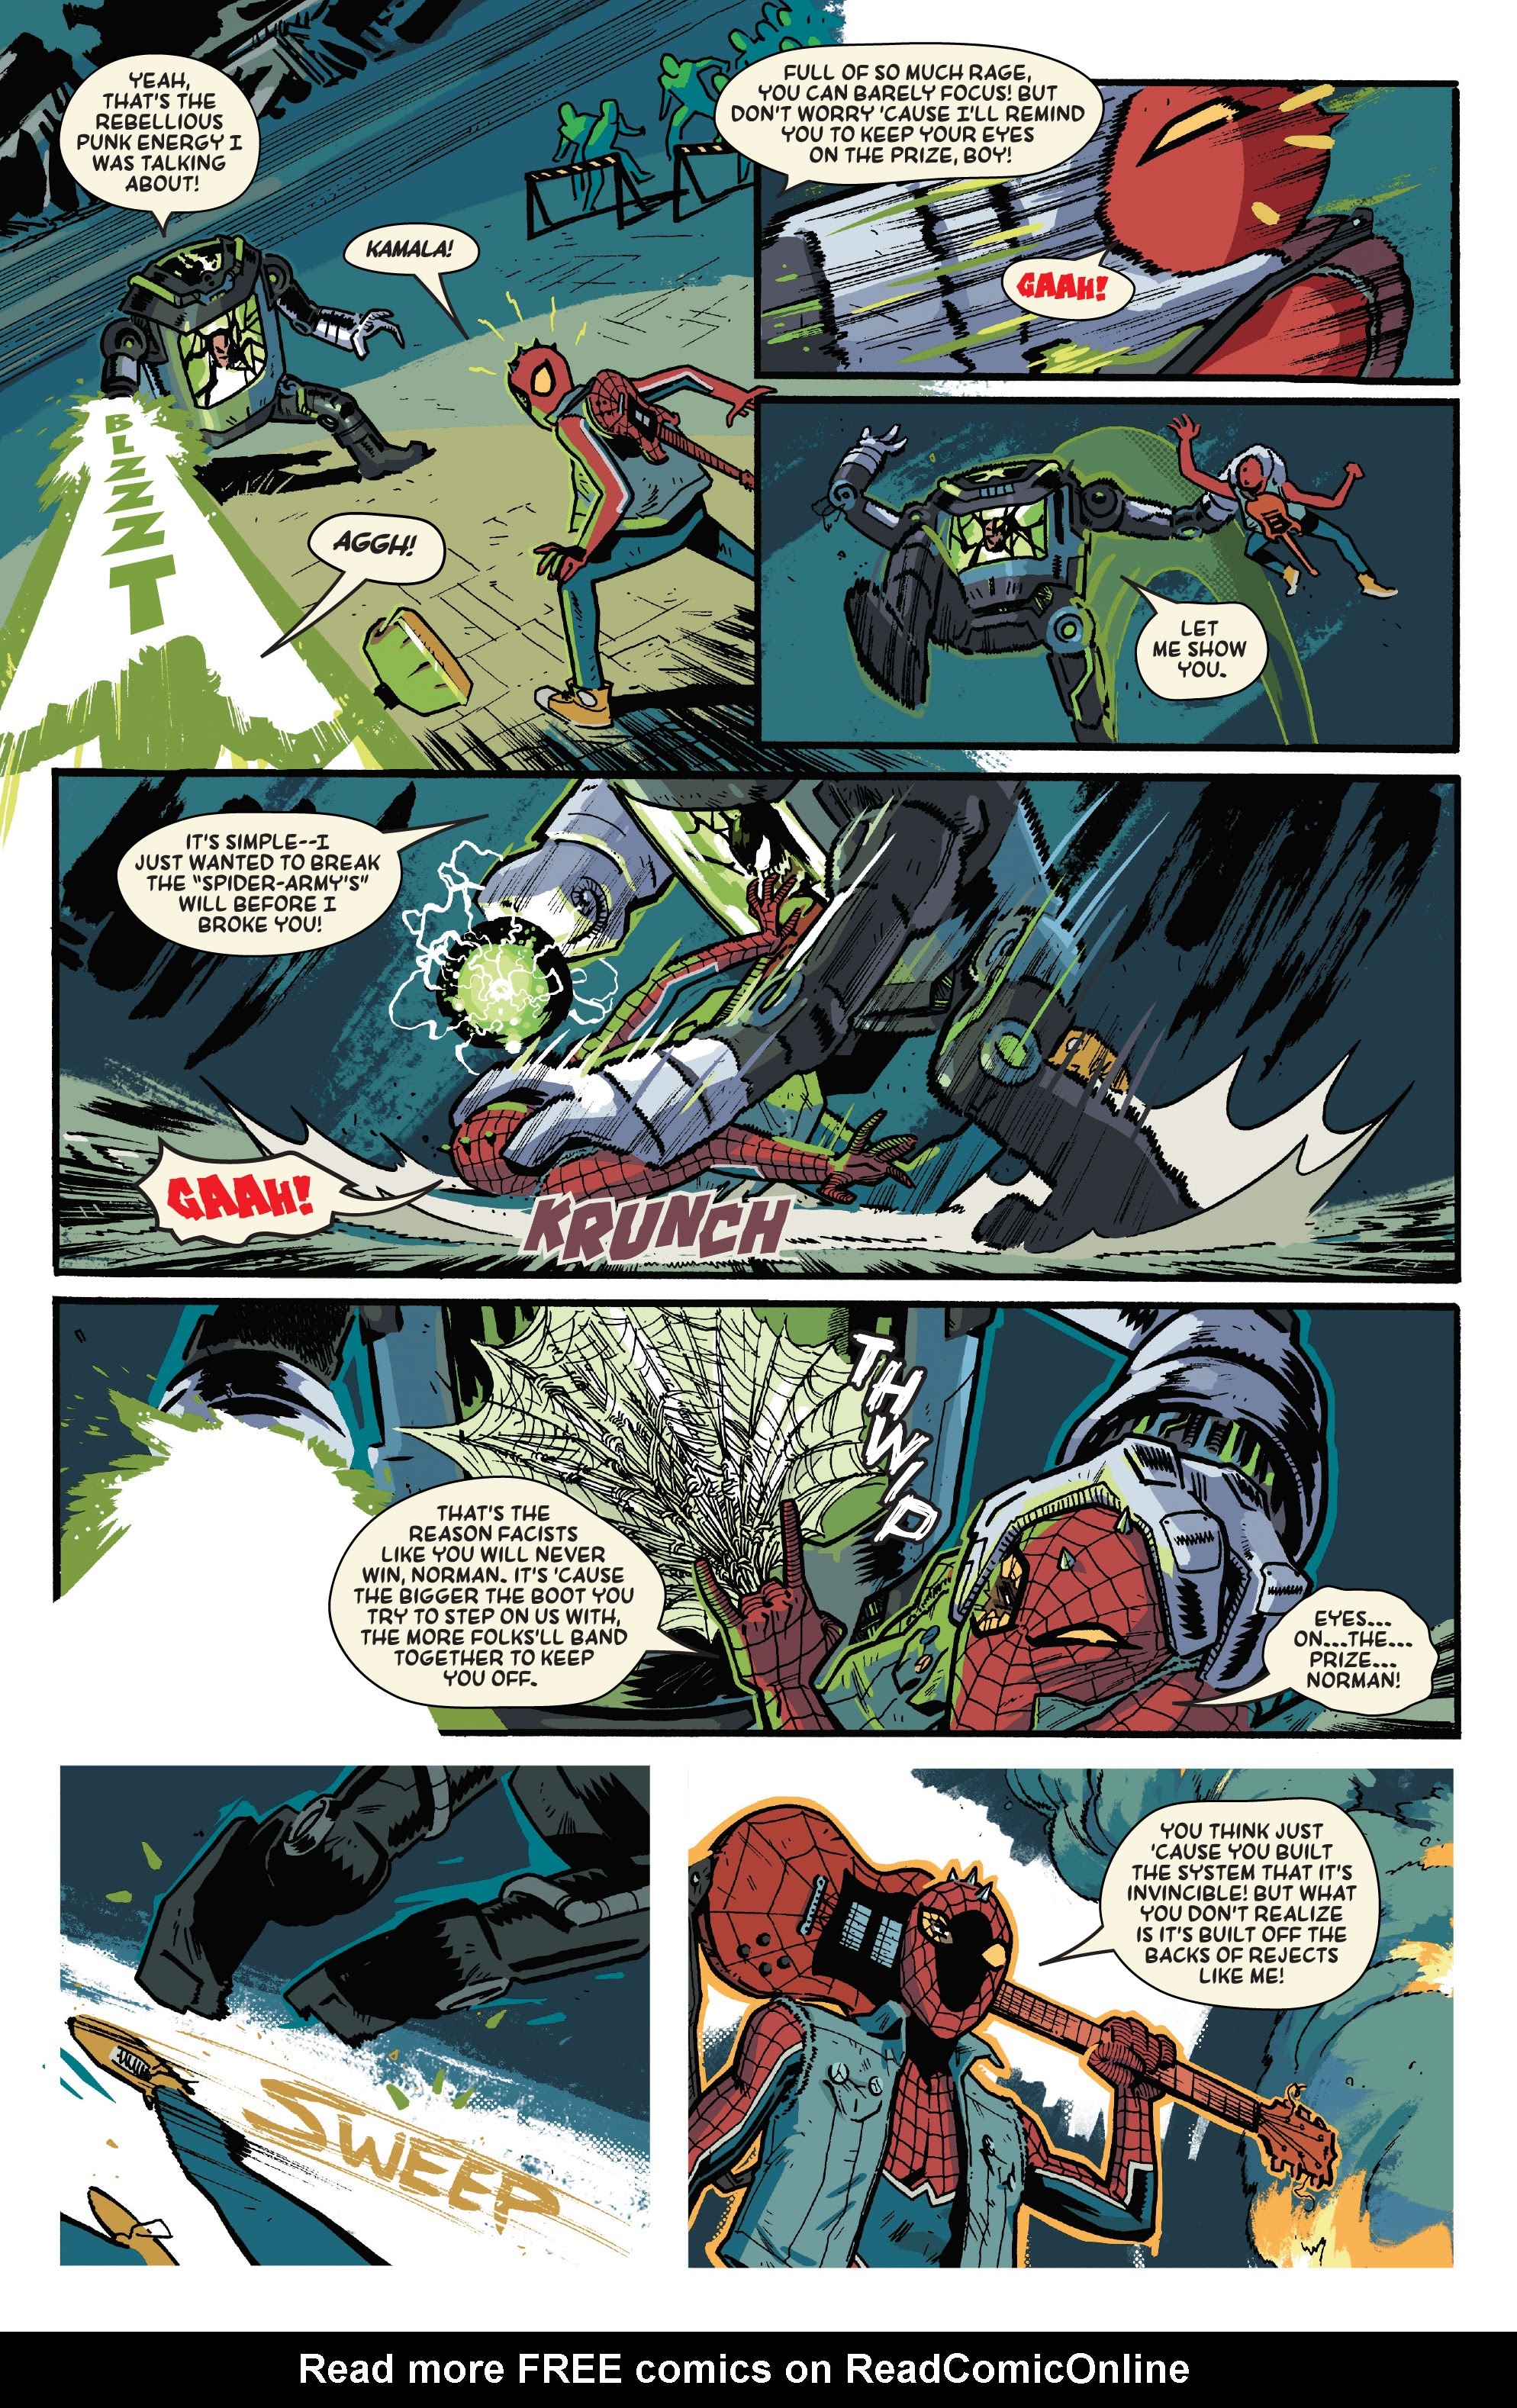 YEAH,
THAT'S THE
REBELLIOUS
PUNK ENERGY I
WAS TALKING
ABOUT!
KAMALA!
BLZZZT
AGGH!
FULL OF SO MUCH RAGE,
YOU CAN BARELY FOCUS! BUT
DON'T WORRY 'CAUSE I'LL REMIND
YOU TO KEEP YOUR EYES
ON THE PRIZE, BOY!
GAAH!
LET
ME SHOW
YOU.
IT'S SIMPLE--I
JUST WANTED TO BREAK
THE "SPIDER-ARMY'S"
WILL BEFORE I
BROKE YOU!
GAAH!
KRUNCH
THWIP
THAT'S THE
REASON FACISTS
LIKE YOU WILL NEVER
WIN, NORMAN. IT'S 'CAUSE
THE BIGGER THE BOOT YOU
TRY TO STEP ON US WITH,
THE MORE FOLKS'LL BAND
TOGETHER TO KEEP
YOU OFF.
EYES...
ON...THE...
PRIZE...
NORMAN!
SWEEP
YOU THINK JUST
'CAUSE YOU BUILT
THE SYSTEM THAT IT'S
INVINCIBLE! BUT WHAT
YOU DON'T REALIZE
IS IT'S BUILT OFF THE
BACKS OF REJECTS
LIKE ME!
Read more FREE comics on ReadComicOnline